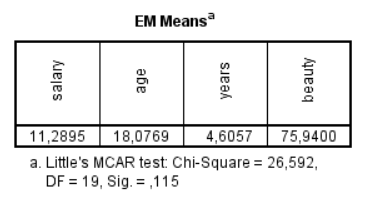 EM Meansᵃ
salary age years beauty
11,2895 18,0769 4,6057 75,9400
a. Little's MCAR test: Chi-Square = 26,592,
DF = 19, Sig. = ,115